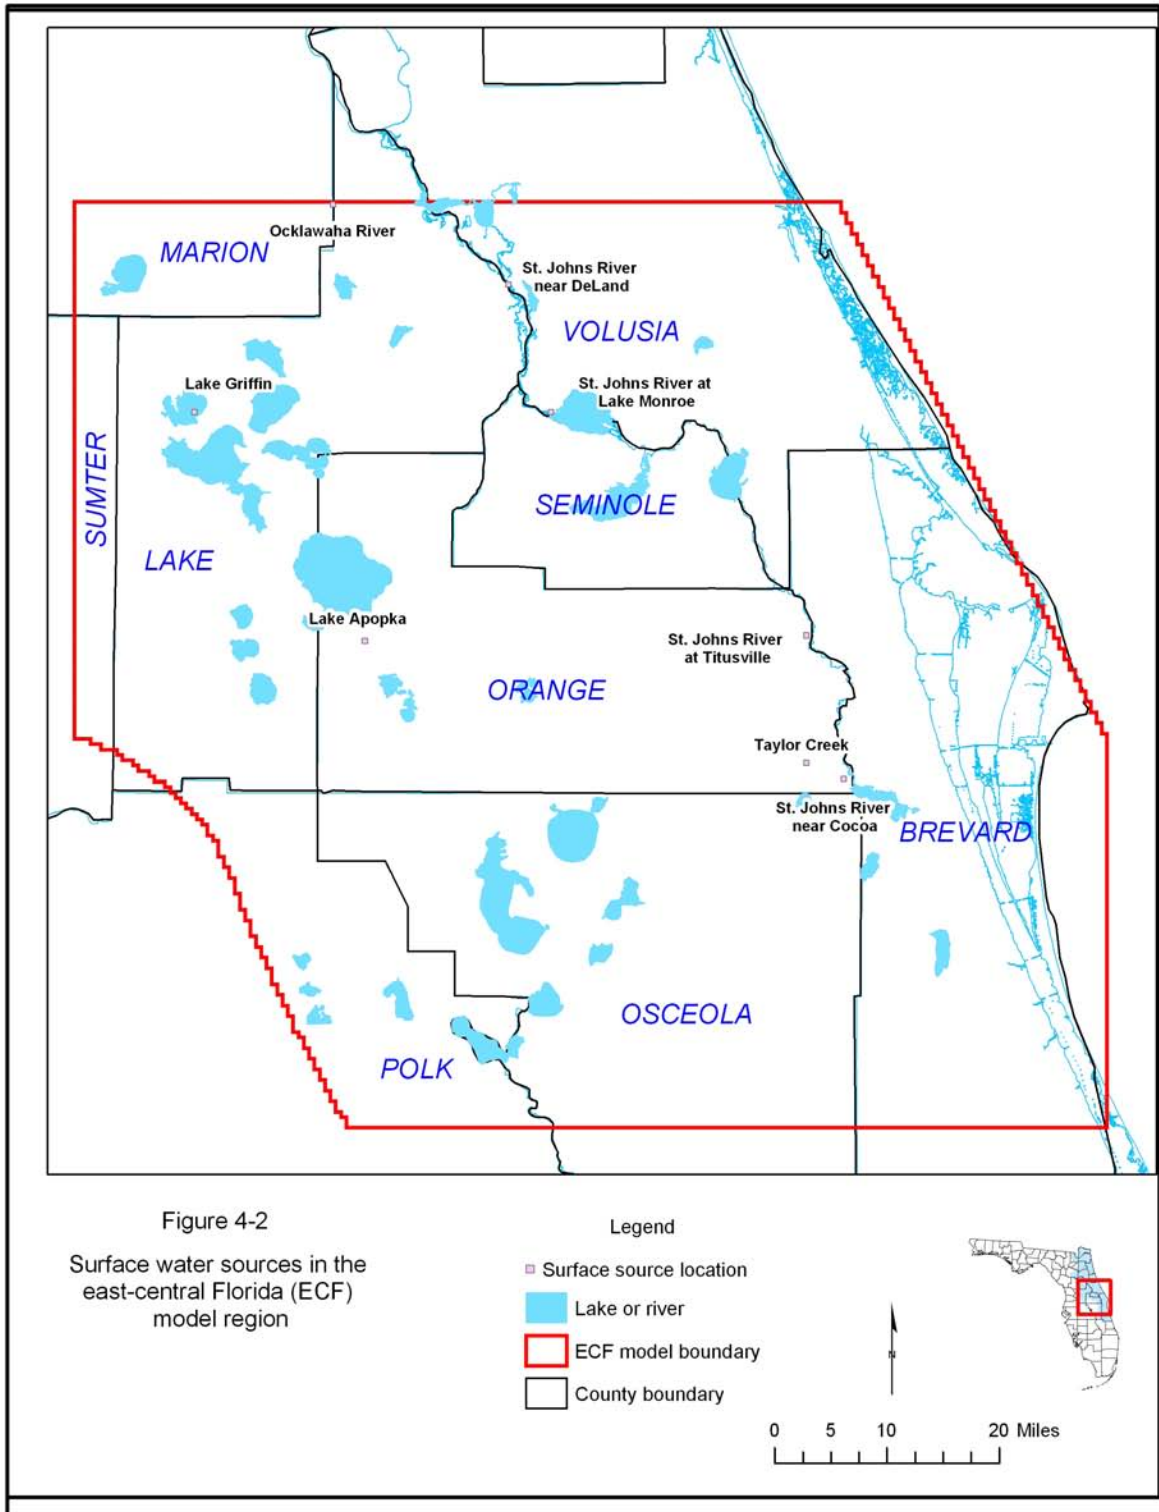 Ocklawaha River
MARION
St. Johns River
near DeLand
VOLUSIA
Lake Griffin
St. Johns River at
Lake Monroe
SUMTER
SEMINOLE
LAKE
Lake Apopka
St. Johns River
at Titusville
ORANGE
Taylor Creek
St. Johns River
near Cocoa
BREVARD
OSCEOLA
POLK
Figure 4-2
Surface water sources in the
east-central Florida (ECF)
model region
Legend
Surface source location
Lake or river
ECF model boundary
County boundary
N
0 5 10 20 Miles